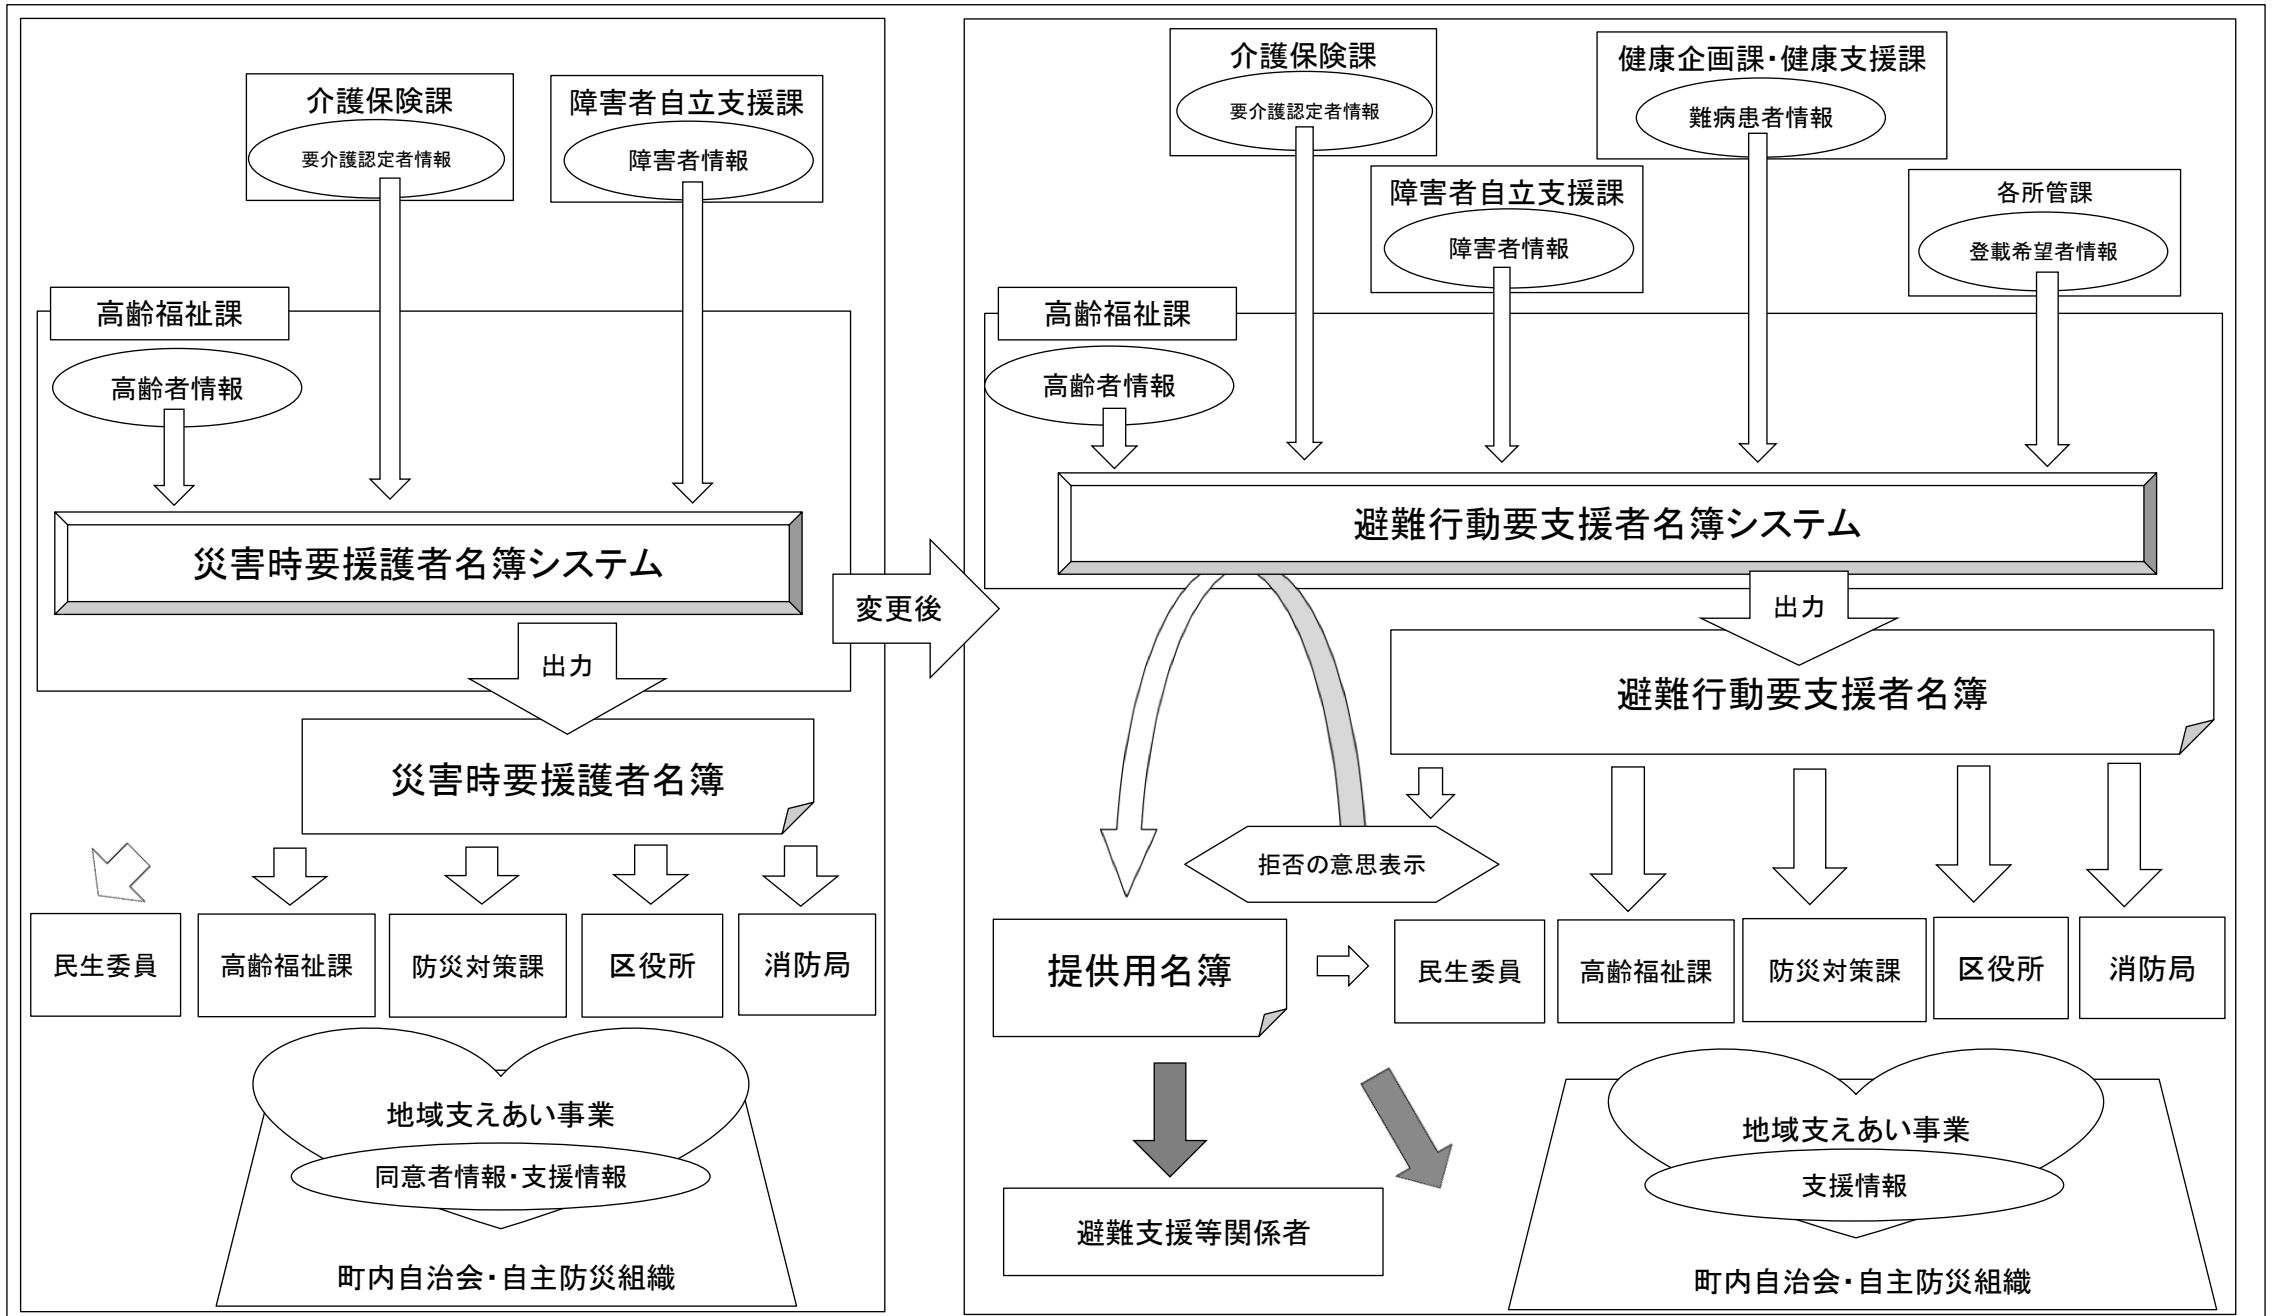 介護保険課
要介護認定者情報
障害者自立支援課
障害者情報
高齢福祉課
高齢者情報
災害時要援護者名簿システム
出力
災害時要援護者名簿
民生委員
高齢福祉課
防災対策課
区役所
消防局
地域支えあい事業
同意者情報・支援情報
町内自治会・自主防災組織
変更後
介護保険課
要介護認定者情報
健康企画課・健康支援課
難病患者情報
障害者自立支援課
障害者情報
各所管課
登載希望者情報
高齢福祉課
高齢者情報
避難行動要支援者名簿システム
出力
避難行動要支援者名簿
拒否の意思表示
提供用名簿
民生委員
高齢福祉課
防災対策課
区役所
消防局
避難支援等関係者
地域支えあい事業
支援情報
町内自治会・自主防災組織